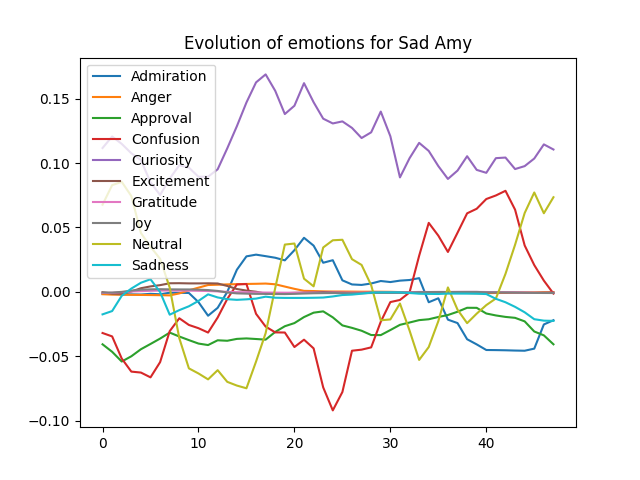 Evolution of emotions for Sad Amy
Admiration
Anger
Approval
Confusion
Curiosity
Excitement
Gratitude
Joy
Neutral
Sadness
0.15
0.10
0.05
0.00
−0.05
−0.10
0 10 20 30 40